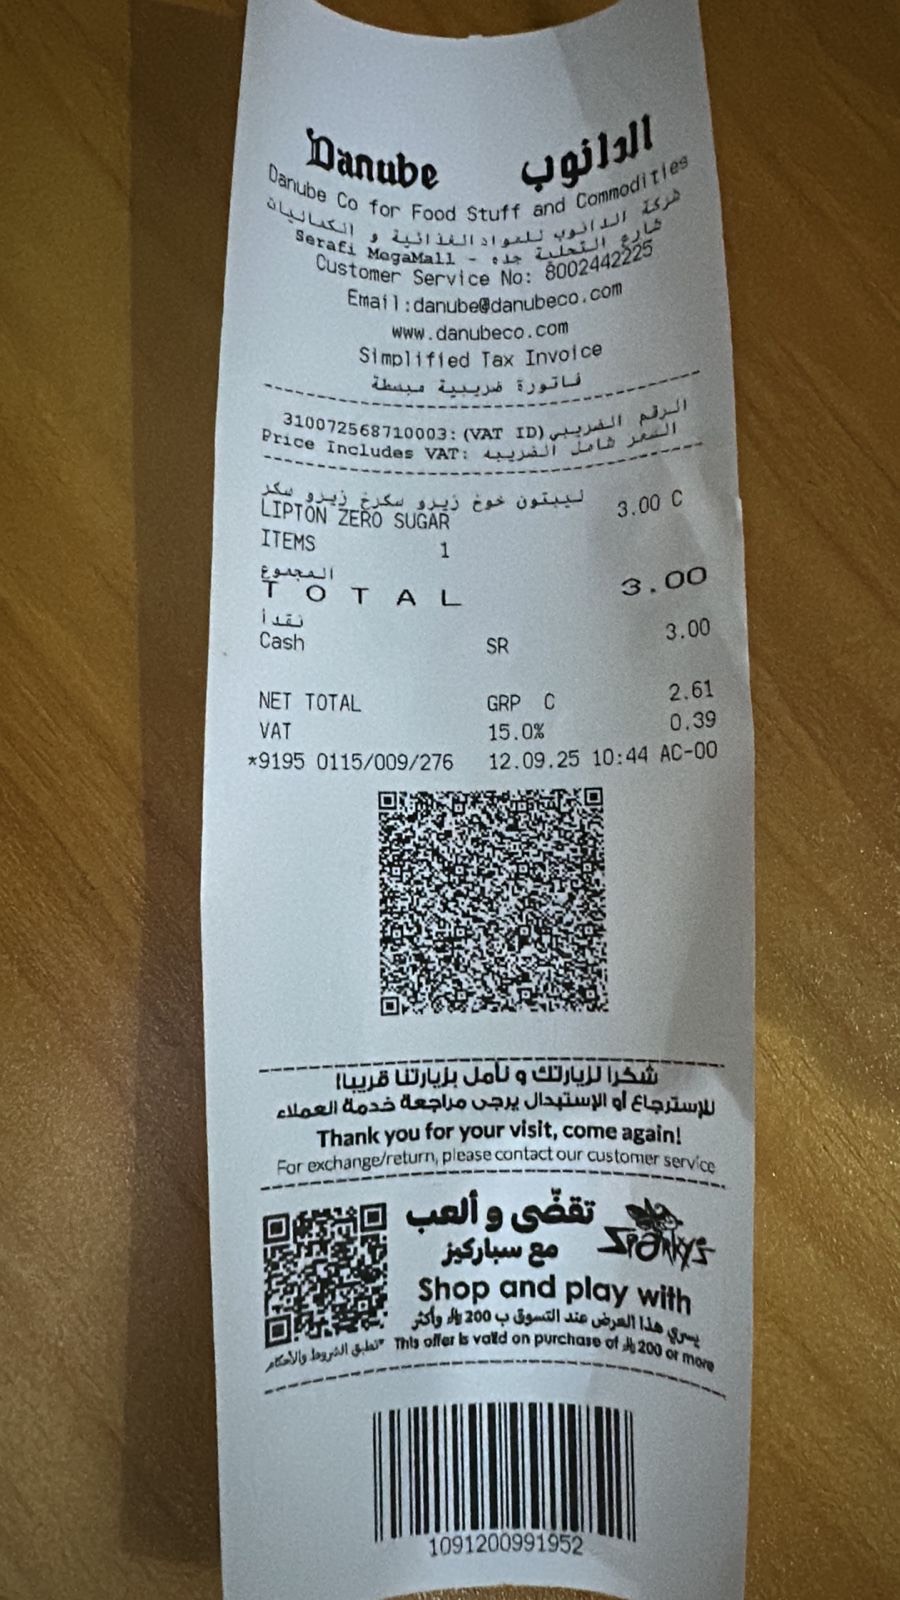 Danube الدانوب
Danube Co for Food Stuff and Commodities
شركة الدانوب للمواد الغذائية و الكماليات
شارع التحلية جده - Serafi MegaMall
Customer Service No: 8002442225
Email:danube@danubeco.com
www.danubeco.com
Simplified Tax Invoice
فاتورة ضريبية مبسطة
310072568710003:(VAT ID)الرقم الضريبي
Price Includes VAT: السعر شامل الضريبه
ليبتون خوخ زيرو سكرخ زيرو سكر
LIPTON ZERO SUGAR 3.00 C
ITEMS 1
المجموع
TOTAL 3.00
نقدأ
Cash SR 3.00
NET TOTAL GRP C 2.61
VAT 15.0% 0.39
*9195 0115/009/276 12.09.25 10:44 AC-00
شكرا لزيارتك و نأمل بزيارتنا قريبا!
للإسترجاع أو الإستبدال يرجى مراجعة خدمة العملاء
Thank you for your visit, come again!
For exchange/return, please contact our customer service
تقضّى و ألعب
مع سباركيز Sparky's
Shop and play with
يسري هذا العرض عند التسوق ب 200 وأكثر
This offer is valid on purchase of 200 or more
*تطبق الشروط والأحكام
1091200991952